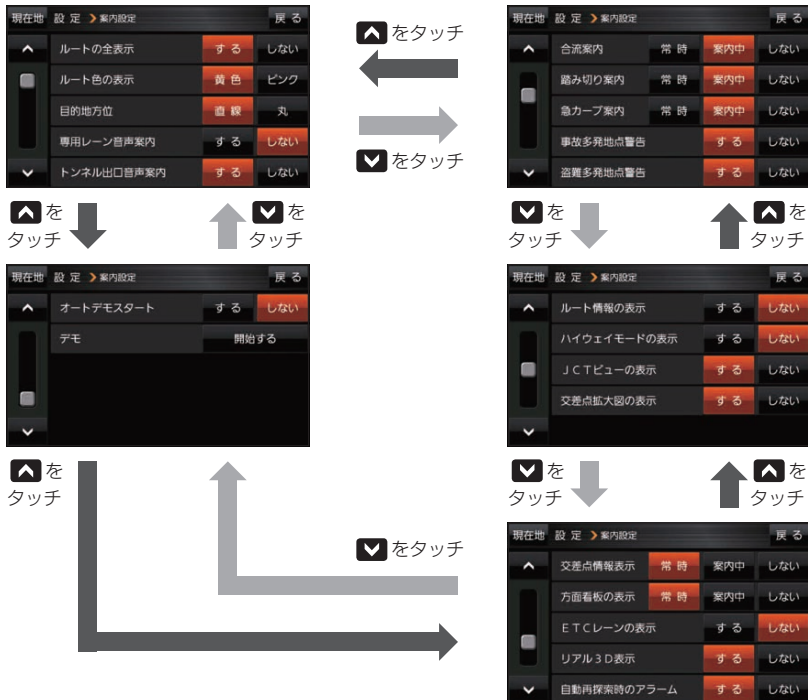 現在地 設 定 案内設定 戻 る
ルートの全表示 す る しない
ルート色の表示 黄 色 ピンク
目的地方位 直 線 丸
専用レーン音声案内 す る しない
トンネル出口音声案内 す る しない
をタッチ
をタッチ
現在地 設 定 案内設定 戻 る
合流案内 常 時 案内中 しない
踏み切り案内 常 時 案内中 しない
急カーブ案内 常 時 案内中 しない
事故多発地点警告 す る しない
盗難多発地点警告 す る しない
を
タッチ
を
タッチ
を
タッチ
を
タッチ
現在地 設 定 案内設定 戻 る
オートデモスタート す る しない
デモ 開始する
現在地 設 定 案内設定 戻 る
ルート情報の表示 す る しない
ハイウェイモードの表示 す る しない
JCTビューの表示 す る しない
交差点拡大図の表示 す る しない
を
タッチ
をタッチ
を
タッチ
を
タッチ
現在地 設 定 案内設定 戻 る
交差点情報表示 常 時 案内中 しない
方面看板の表示 常 時 案内中 しない
ETCレーンの表示 す る しない
リアル3D表示 す る しない
自動再探索時のアラーム す る しない